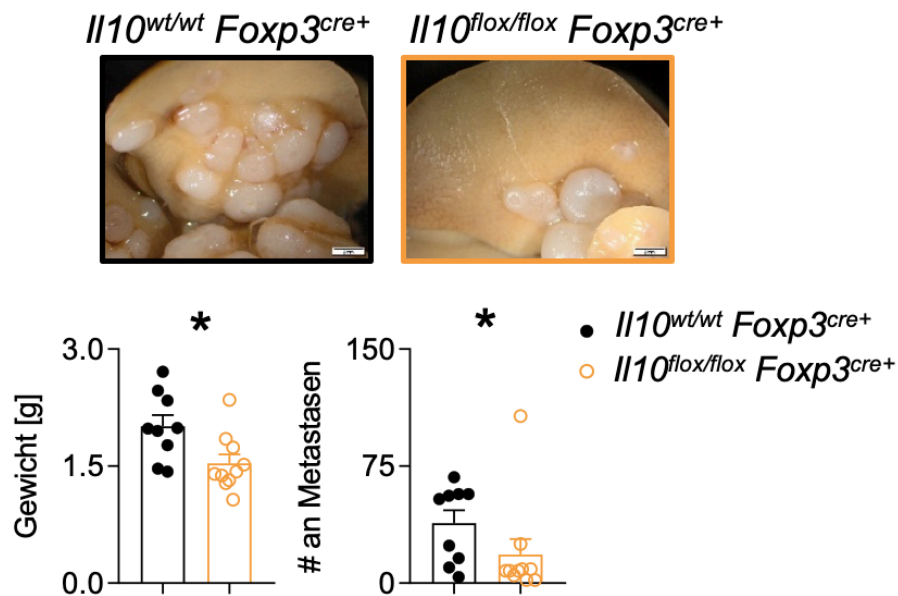 Il10wt/wt Foxp3cre+ Il10flox/flox Foxp3cre+
* *
Il10wt/wt Foxp3cre+
Il10flox/flox Foxp3cre+
Gewicht [g]
3.0
1.5
0.0
# an Metastasen
150
75
0